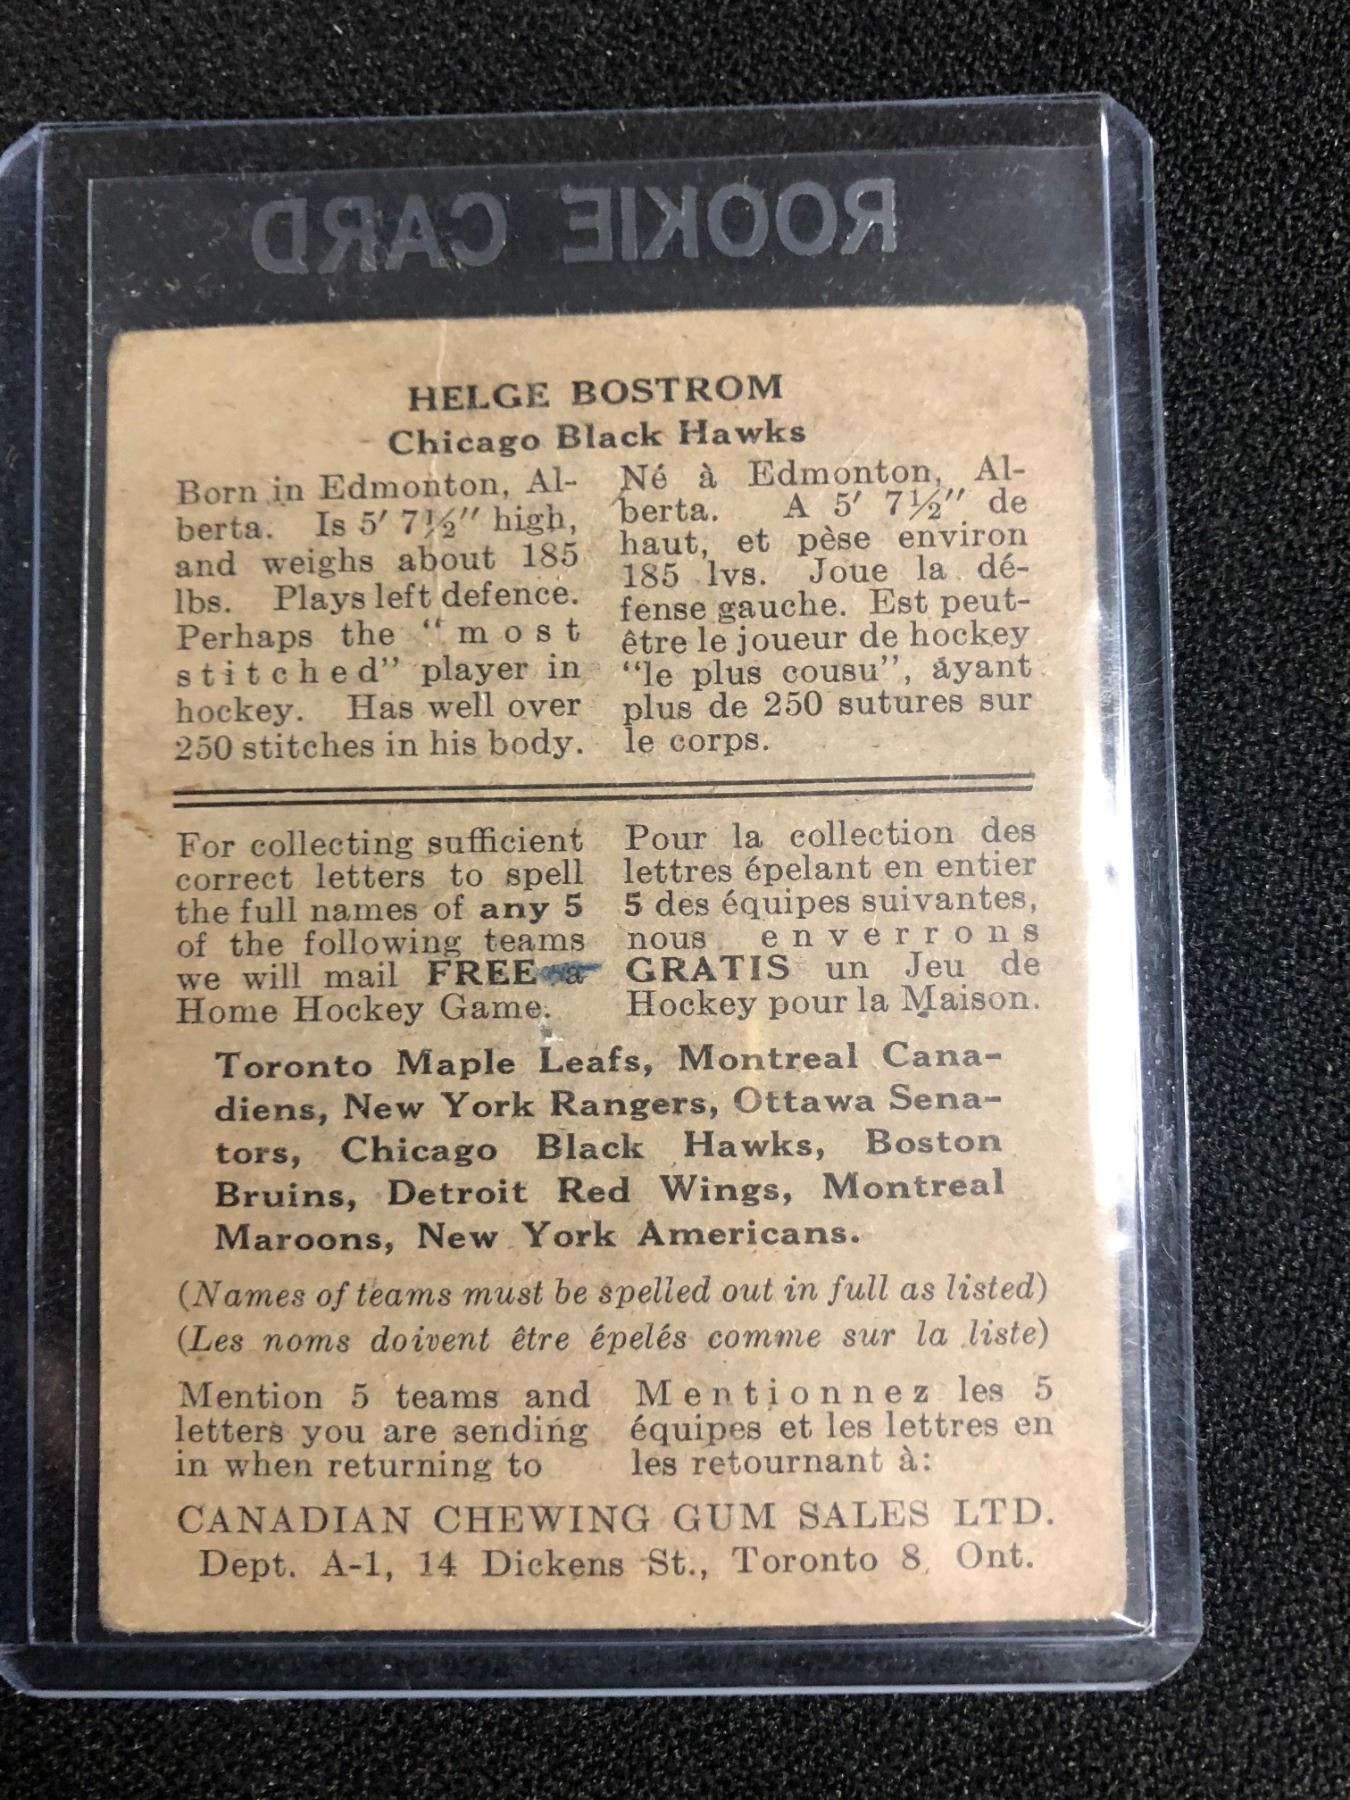 ROOKIE CARD
HELGE BOSTROM
Chicago Black Hawks
Born in Edmonton, Al-
berta. Is 5' 7½" high,
and weighs about 185
lbs. Plays left defence.
Perhaps the "most
stitched" player in
hockey. Has well over
250 stitches in his body.
Né à Edmonton, Al-
berta. A 5' 7½" de
haut, et pèse environ
185 lvs. Joue la dé-
fense gauche. Est peut-
être le joueur de hockey
"le plus cousu", ayant
plus de 250 sutures sur
le corps.
For collecting sufficient
correct letters to spell
the full names of any 5
of the following teams
we will mail FREE a
Home Hockey Game.
Pour la collection des
lettres épelant en entier
5 des équipes suivantes,
nous enverrons
GRATIS un Jeu de
Hockey pour la Maison.
Toronto Maple Leafs, Montreal Cana-
diens, New York Rangers, Ottawa Sena-
tors, Chicago Black Hawks, Boston
Bruins, Detroit Red Wings, Montreal
Maroons, New York Americans.
(Names of teams must be spelled out in full as listed)
(Les noms doivent être épelés comme sur la liste)
Mention 5 teams and
letters you are sending
in when returning to
Mentionnez les 5
équipes et les lettres en
les retournant à:
CANADIAN CHEWING GUM SALES LTD.
Dept. A-1, 14 Dickens St., Toronto 8, Ont.